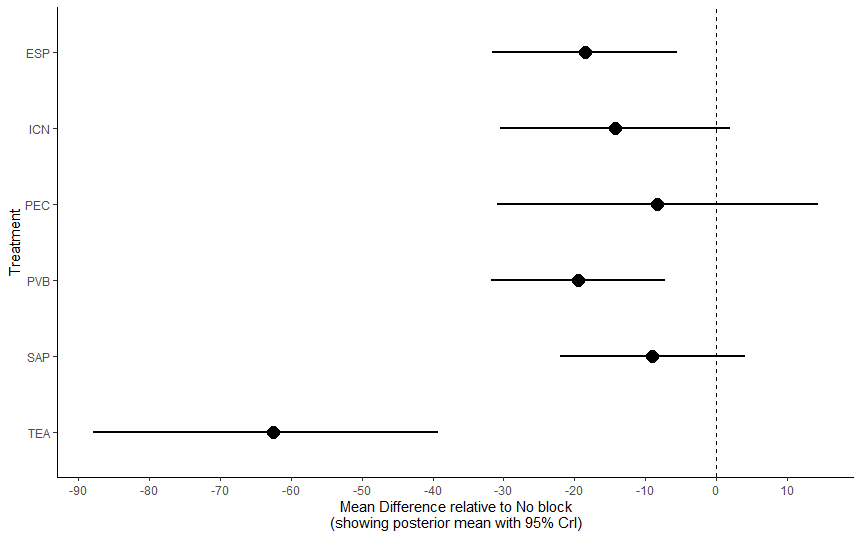 ESP
ICN
PEC
PVB
SAP
TEA
Treatment
-90 -80 -70 -60 -50 -40 -30 -20 -10 0 10
Mean Difference relative to No block
(showing posterior mean with 95% CrI)